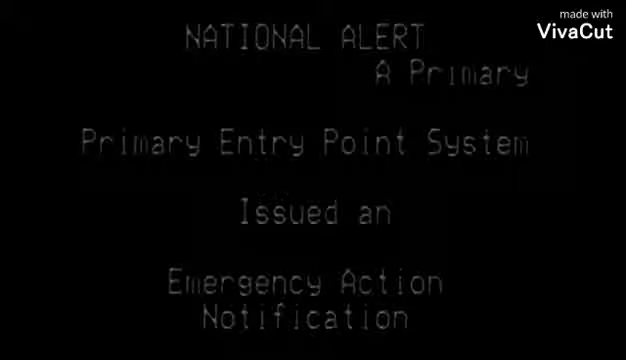 made with
VivaCut
NATIONAL ALERT
A Primary
Primary Entry Point System
Issued an
Emergency Action
Notification